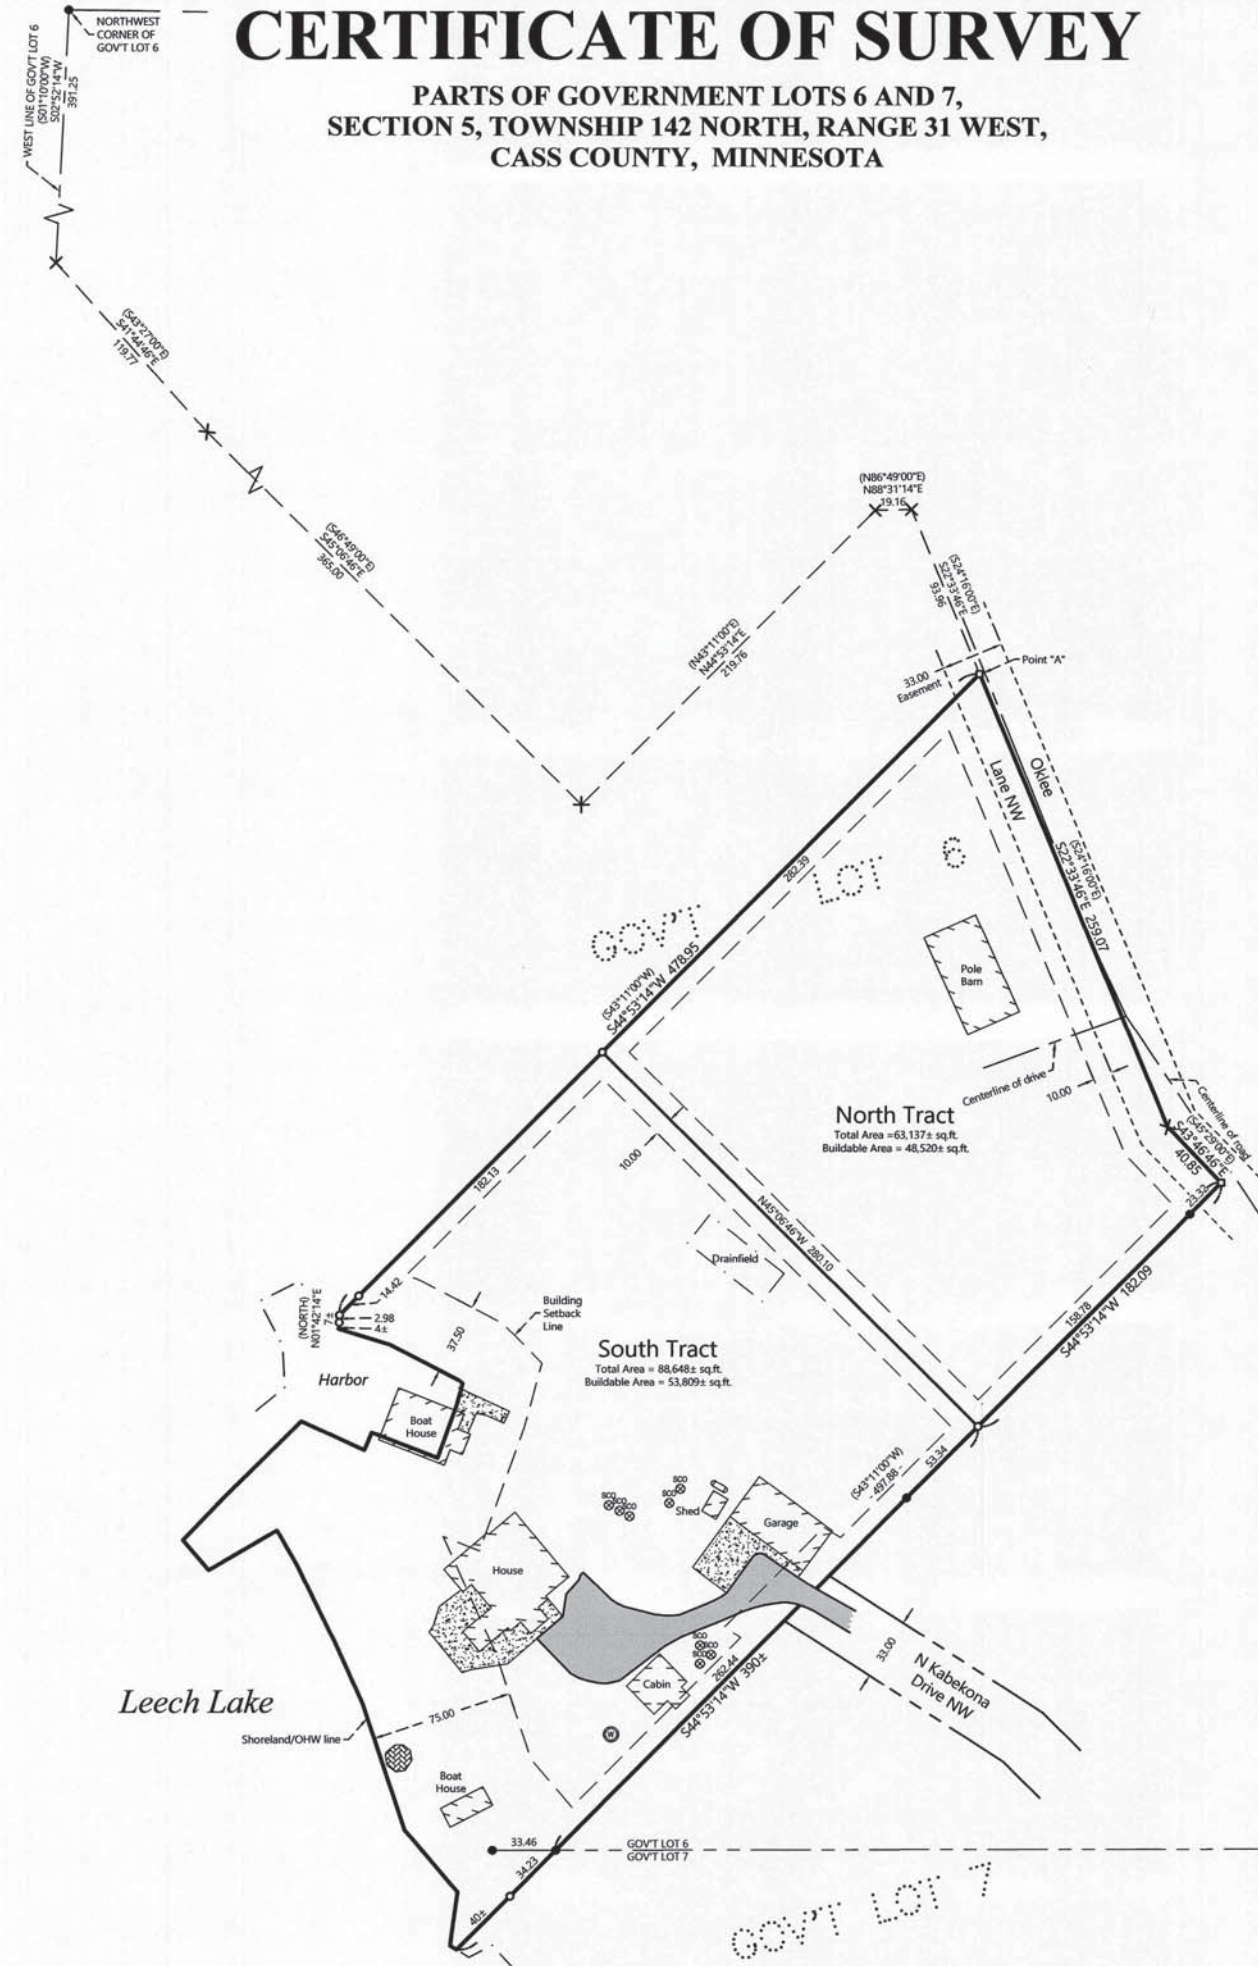 CERTIFICATE OF SURVEY
PARTS OF GOVERNMENT LOTS 6 AND 7,
SECTION 5, TOWNSHIP 142 NORTH, RANGE 31 WEST,
CASS COUNTY, MINNESOTA
NORTHWEST
CORNER OF
GOV'T LOT 6
WEST LINE OF GOV'T LOT 6
(S01°10'00"W)
S02°52'14"W
391.25
(S43°27'00"E)
S41°44'46"E
119.77
(S46°49'00"E)
S45°06'46"E
365.00
(N43°11'00"E)
N44°53'14"E
219.76
(N86°49'00"E)
N88°31'14"E
19.16
(S24°16'00"E)
S22°33'46"E
93.96
Point "A"
33.00
Easement
Oklee
Lane NW
(S24°16'00"E)
S22°33'46"E 259.07
282.39
GOV'T LOT 6
(S43°11'00"W)
S44°53'14"W 478.95
Pole
Barn
Centerline of drive
10.00
Centerline of road
(S45°29'00"E)
S43°46'46"E
40.85
23.32
North Tract
Total Area =63,137± sq.ft.
Buildable Area = 48,520± sq.ft.
182.13
10.00
N45°06'46"W 280.10
Drainfield
158.78
S44°53'14"W 182.09
14.42
(NORTH)
N01°42'14"E
7±
2.98
4±
Building
Setback
Line
37.50
South Tract
Total Area = 88,648± sq.ft.
Buildable Area = 53,809± sq.ft.
Harbor
Boat
House
(S43°11'00"W)
- 497.88 -
53.34
SCO
SCO
SCO
SCO
SCO
Shed
Garage
House
SCO
SCO
SCO
Cabin
262.44
S44°53'14"W 390±
33.00
N Kabekona
Drive NW
Leech Lake
Shoreland/OHW line
75.00
W
Boat
House
33.46
GOV'T LOT 6
GOV'T LOT 7
34.23
40±
GOV'T LOT 7